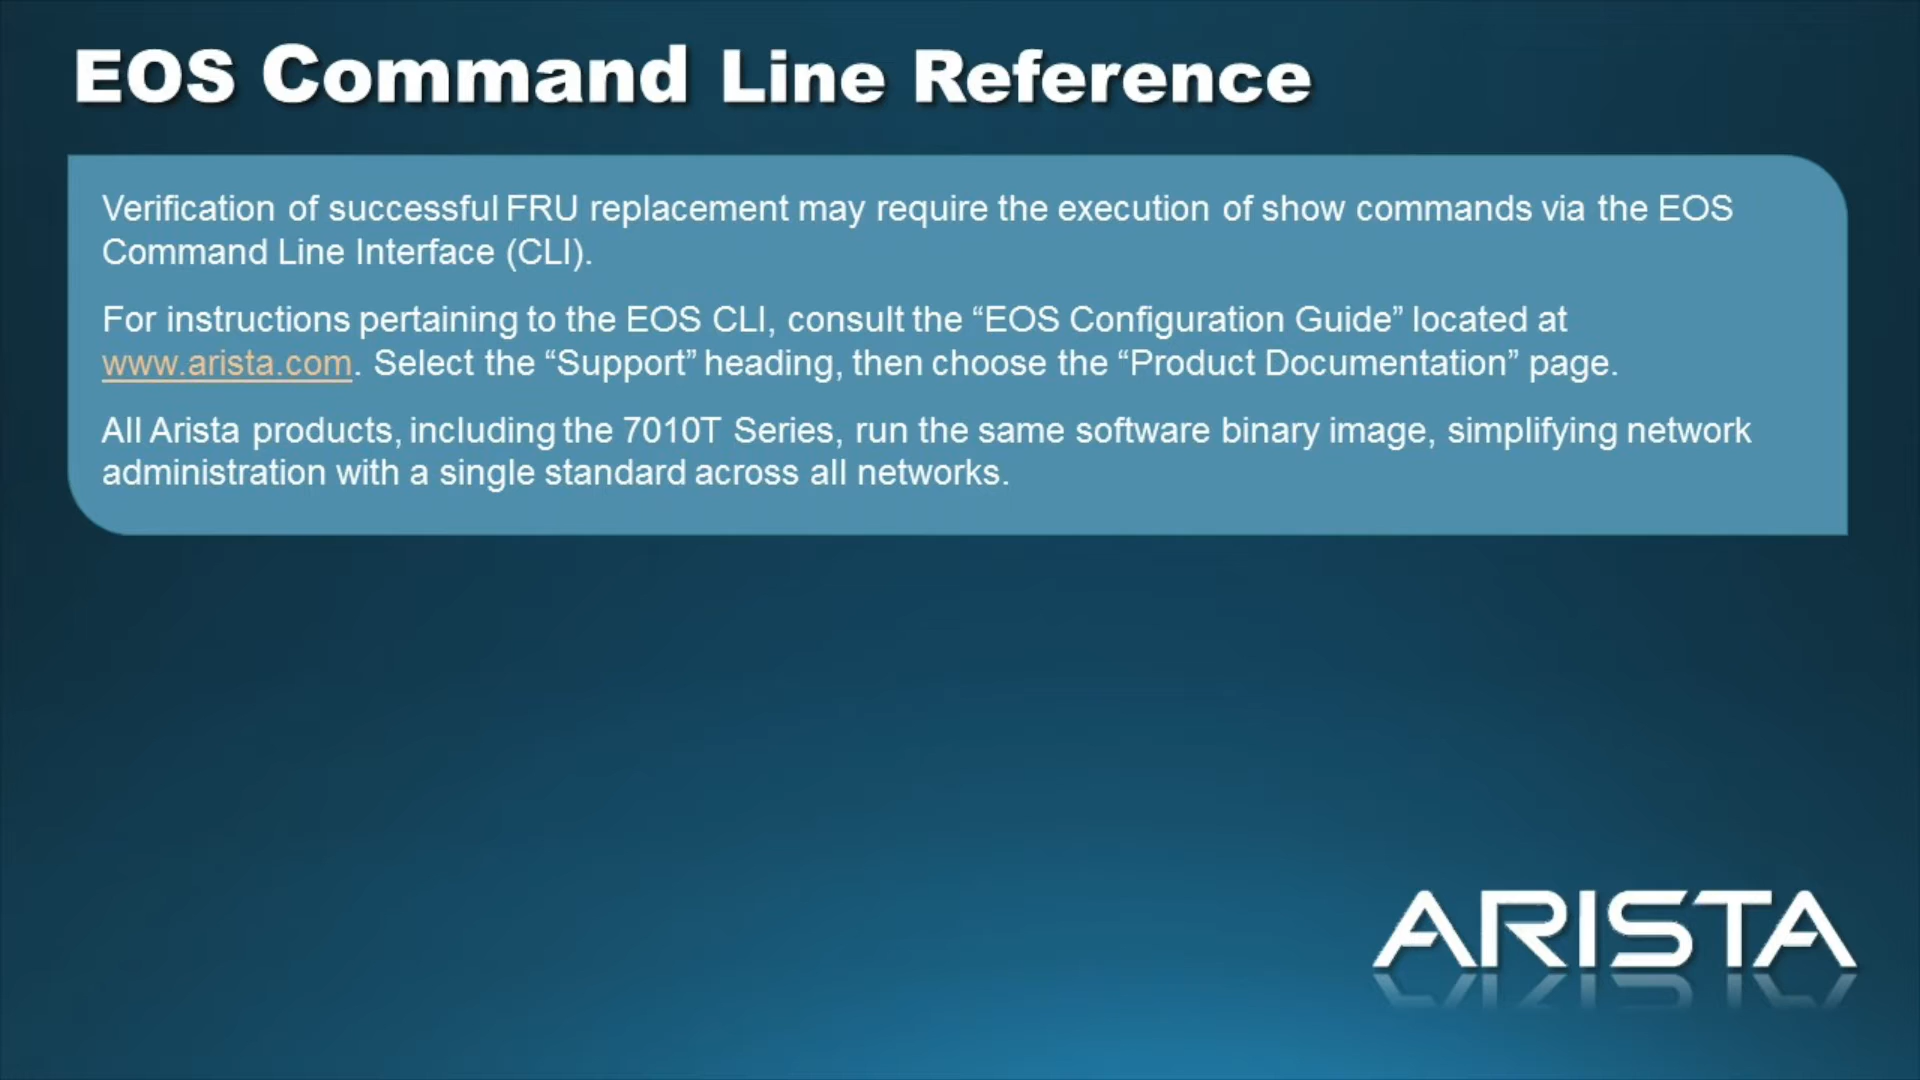 EOS Command Line Reference
Verification of successful FRU replacement may require the execution of show commands via the EOS
Command Line Interface (CLI).
For instructions pertaining to the EOS CLI, consult the “EOS Configuration Guide” located at
www.arista.com. Select the “Support” heading, then choose the “Product Documentation” page.
All Arista products, including the 7010T Series, run the same software binary image, simplifying network
administration with a single standard across all networks.
ARISTA